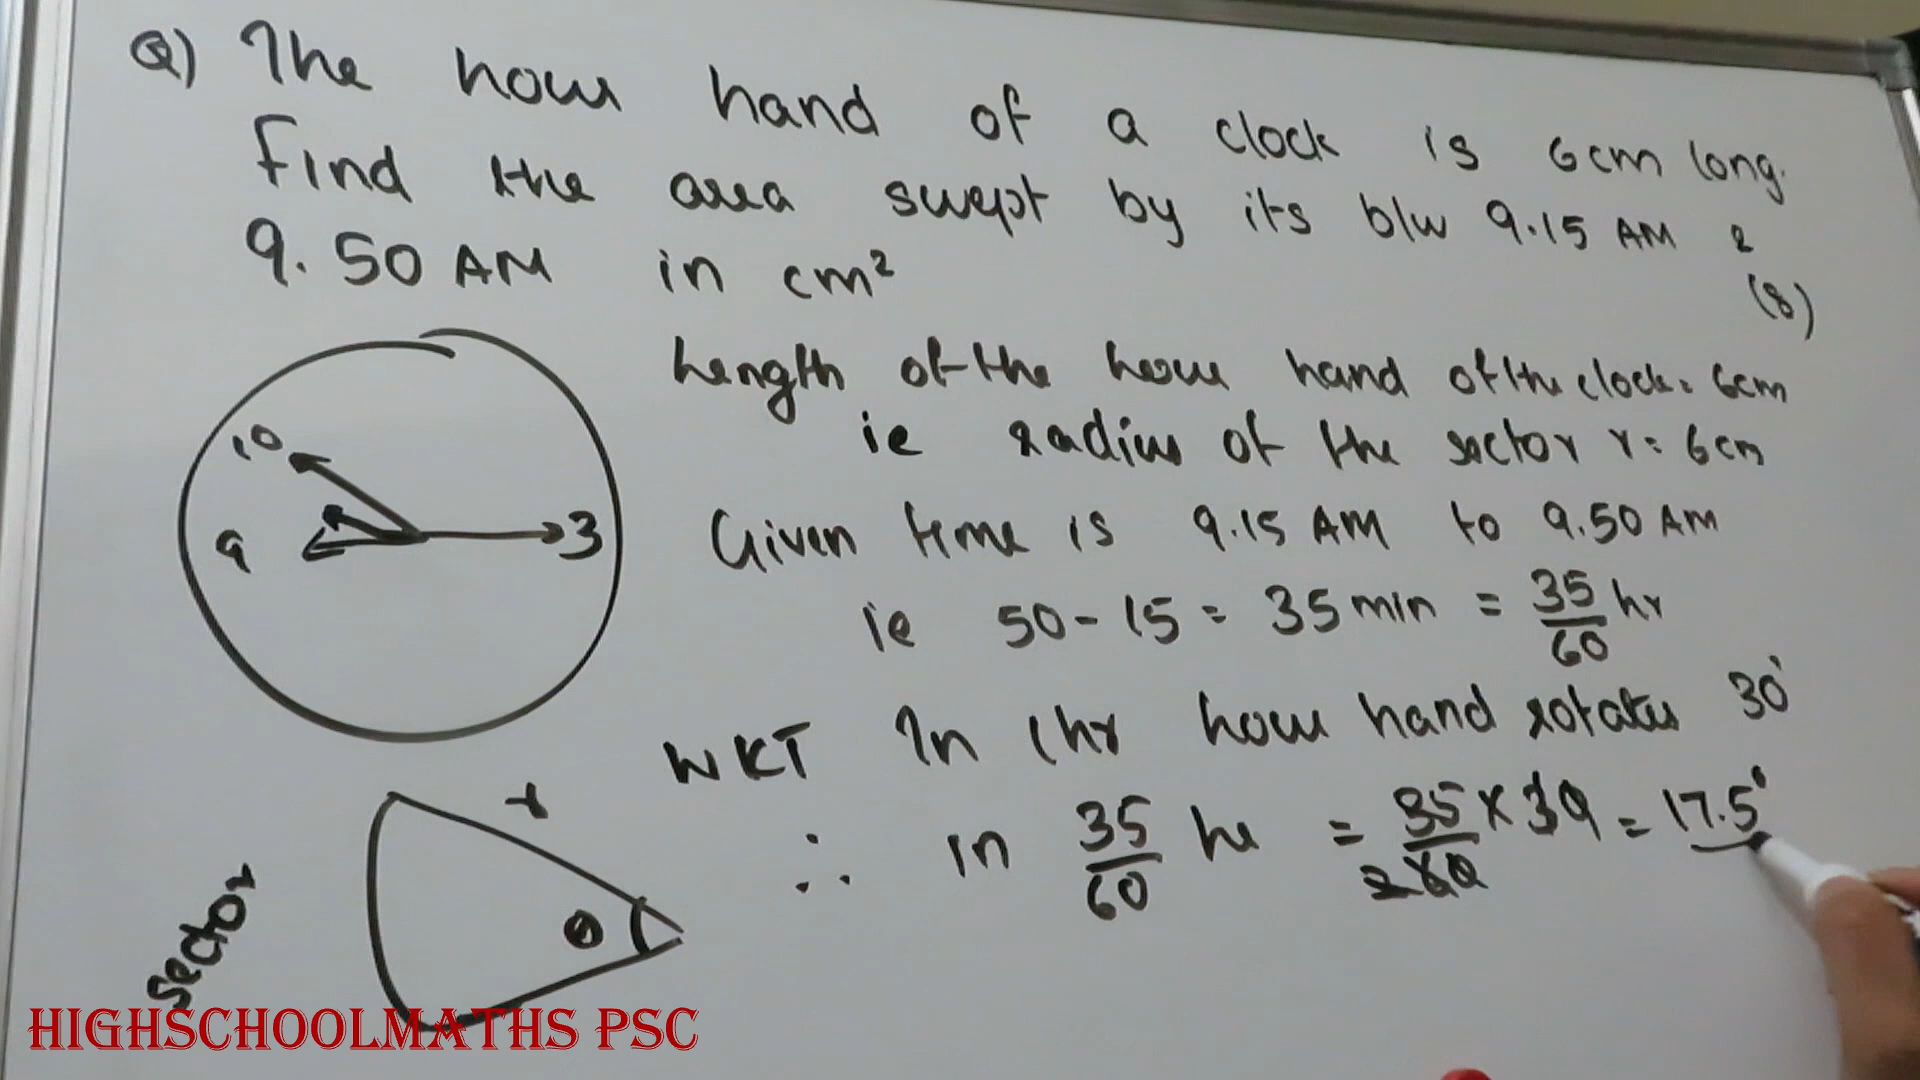 Q) The hour hand of a clock is 6cm long.
Find the area swept by its b/w 9.15 AM &
9.50 AM in cm²
(8)
Length of the hour hand of the clock = 6cm
ie radius of the sector r = 6cm
Given time is 9.15 AM to 9.50 AM
ie 50 - 15 = 35 min = 35/60 hr
WKT In 1hr hour hand rotates 30°
∴ in 35/60 hr = 35/60 × 30 = 17.5°
2
10
9
3
r
θ
Sector
HIGHSCHOOLMATHS PSC